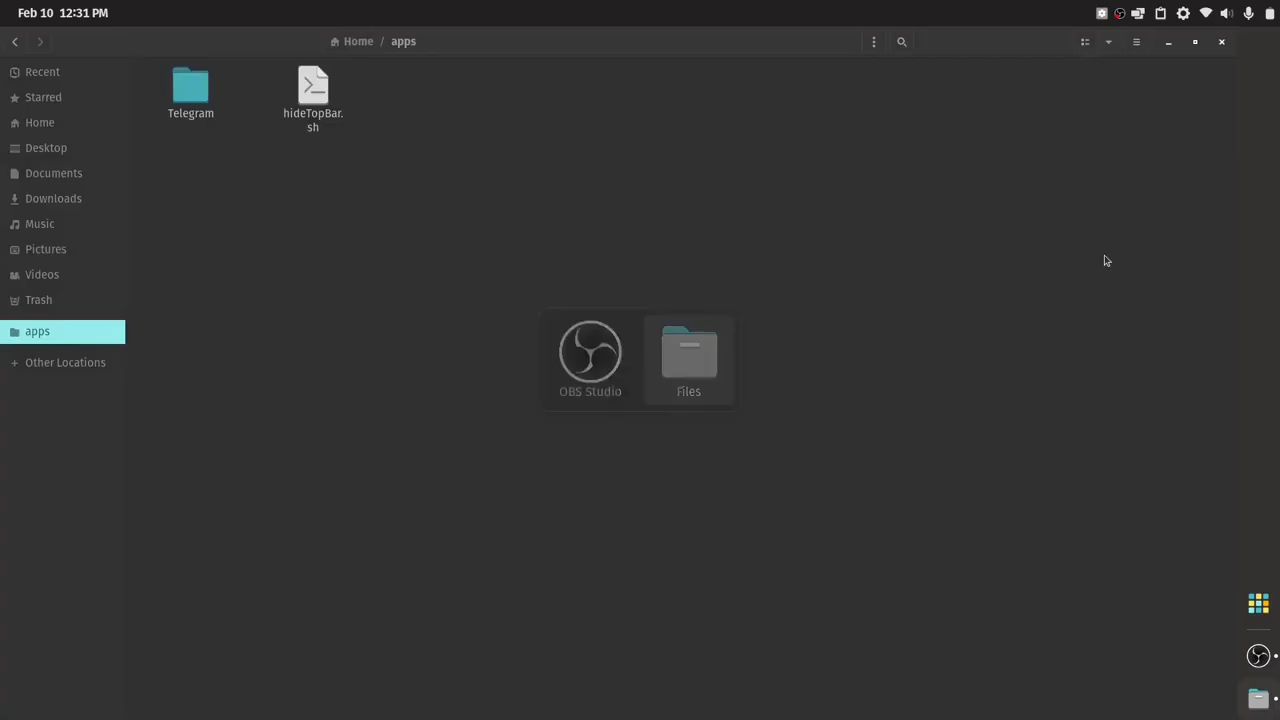 Feb 10 12:31 PM
Home / apps
Recent
Starred
Home
Desktop
Documents
Downloads
Music
Pictures
Videos
Trash
apps
+ Other Locations
Telegram
hideTopBar.
sh
OBS Studio
Files